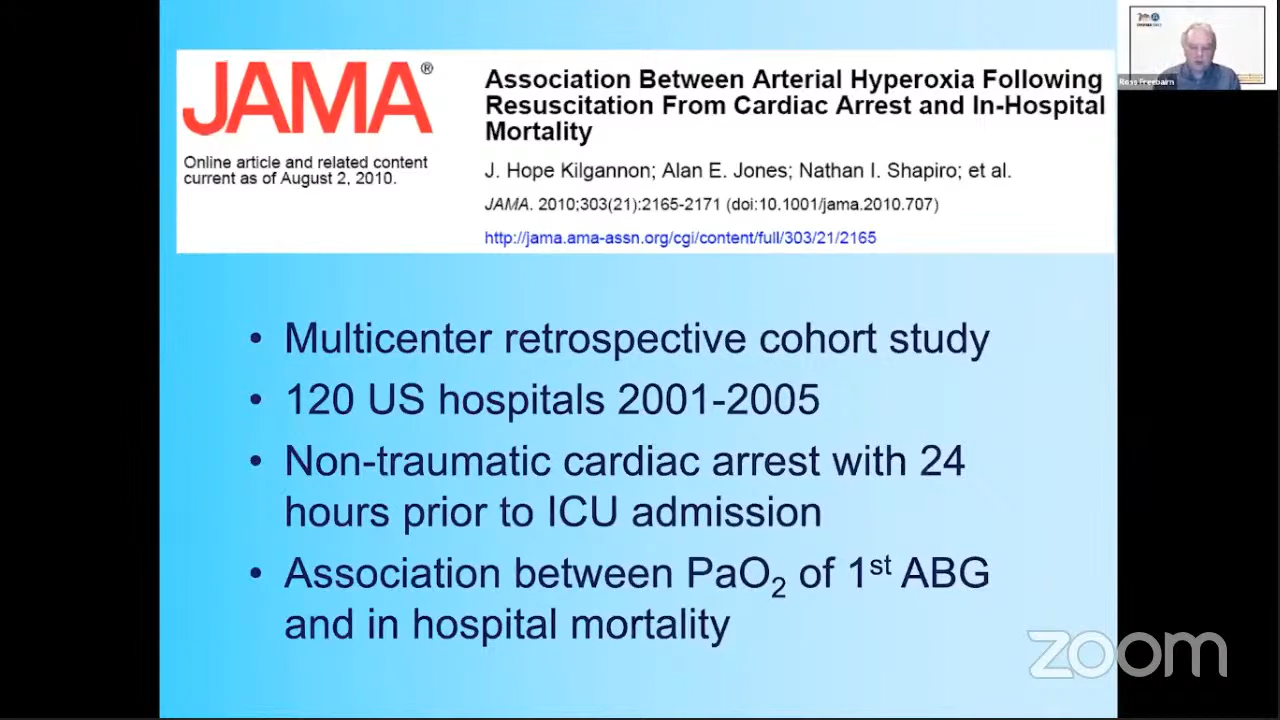 JAMA®
Online article and related content
current as of August 2, 2010.
Association Between Arterial Hyperoxia Following
Resuscitation From Cardiac Arrest and In-Hospital
Mortality
J. Hope Kilgannon; Alan E. Jones; Nathan I. Shapiro; et al.
JAMA. 2010;303(21):2165-2171 (doi:10.1001/jama.2010.707)
http://jama.ama-assn.org/cgi/content/full/303/21/2165
• Multicenter retrospective cohort study
• 120 US hospitals 2001-2005
• Non-traumatic cardiac arrest with 24
hours prior to ICU admission
• Association between PaO₂ of 1ˢᵗ ABG
and in hospital mortality
Ross Freebairn
zoom